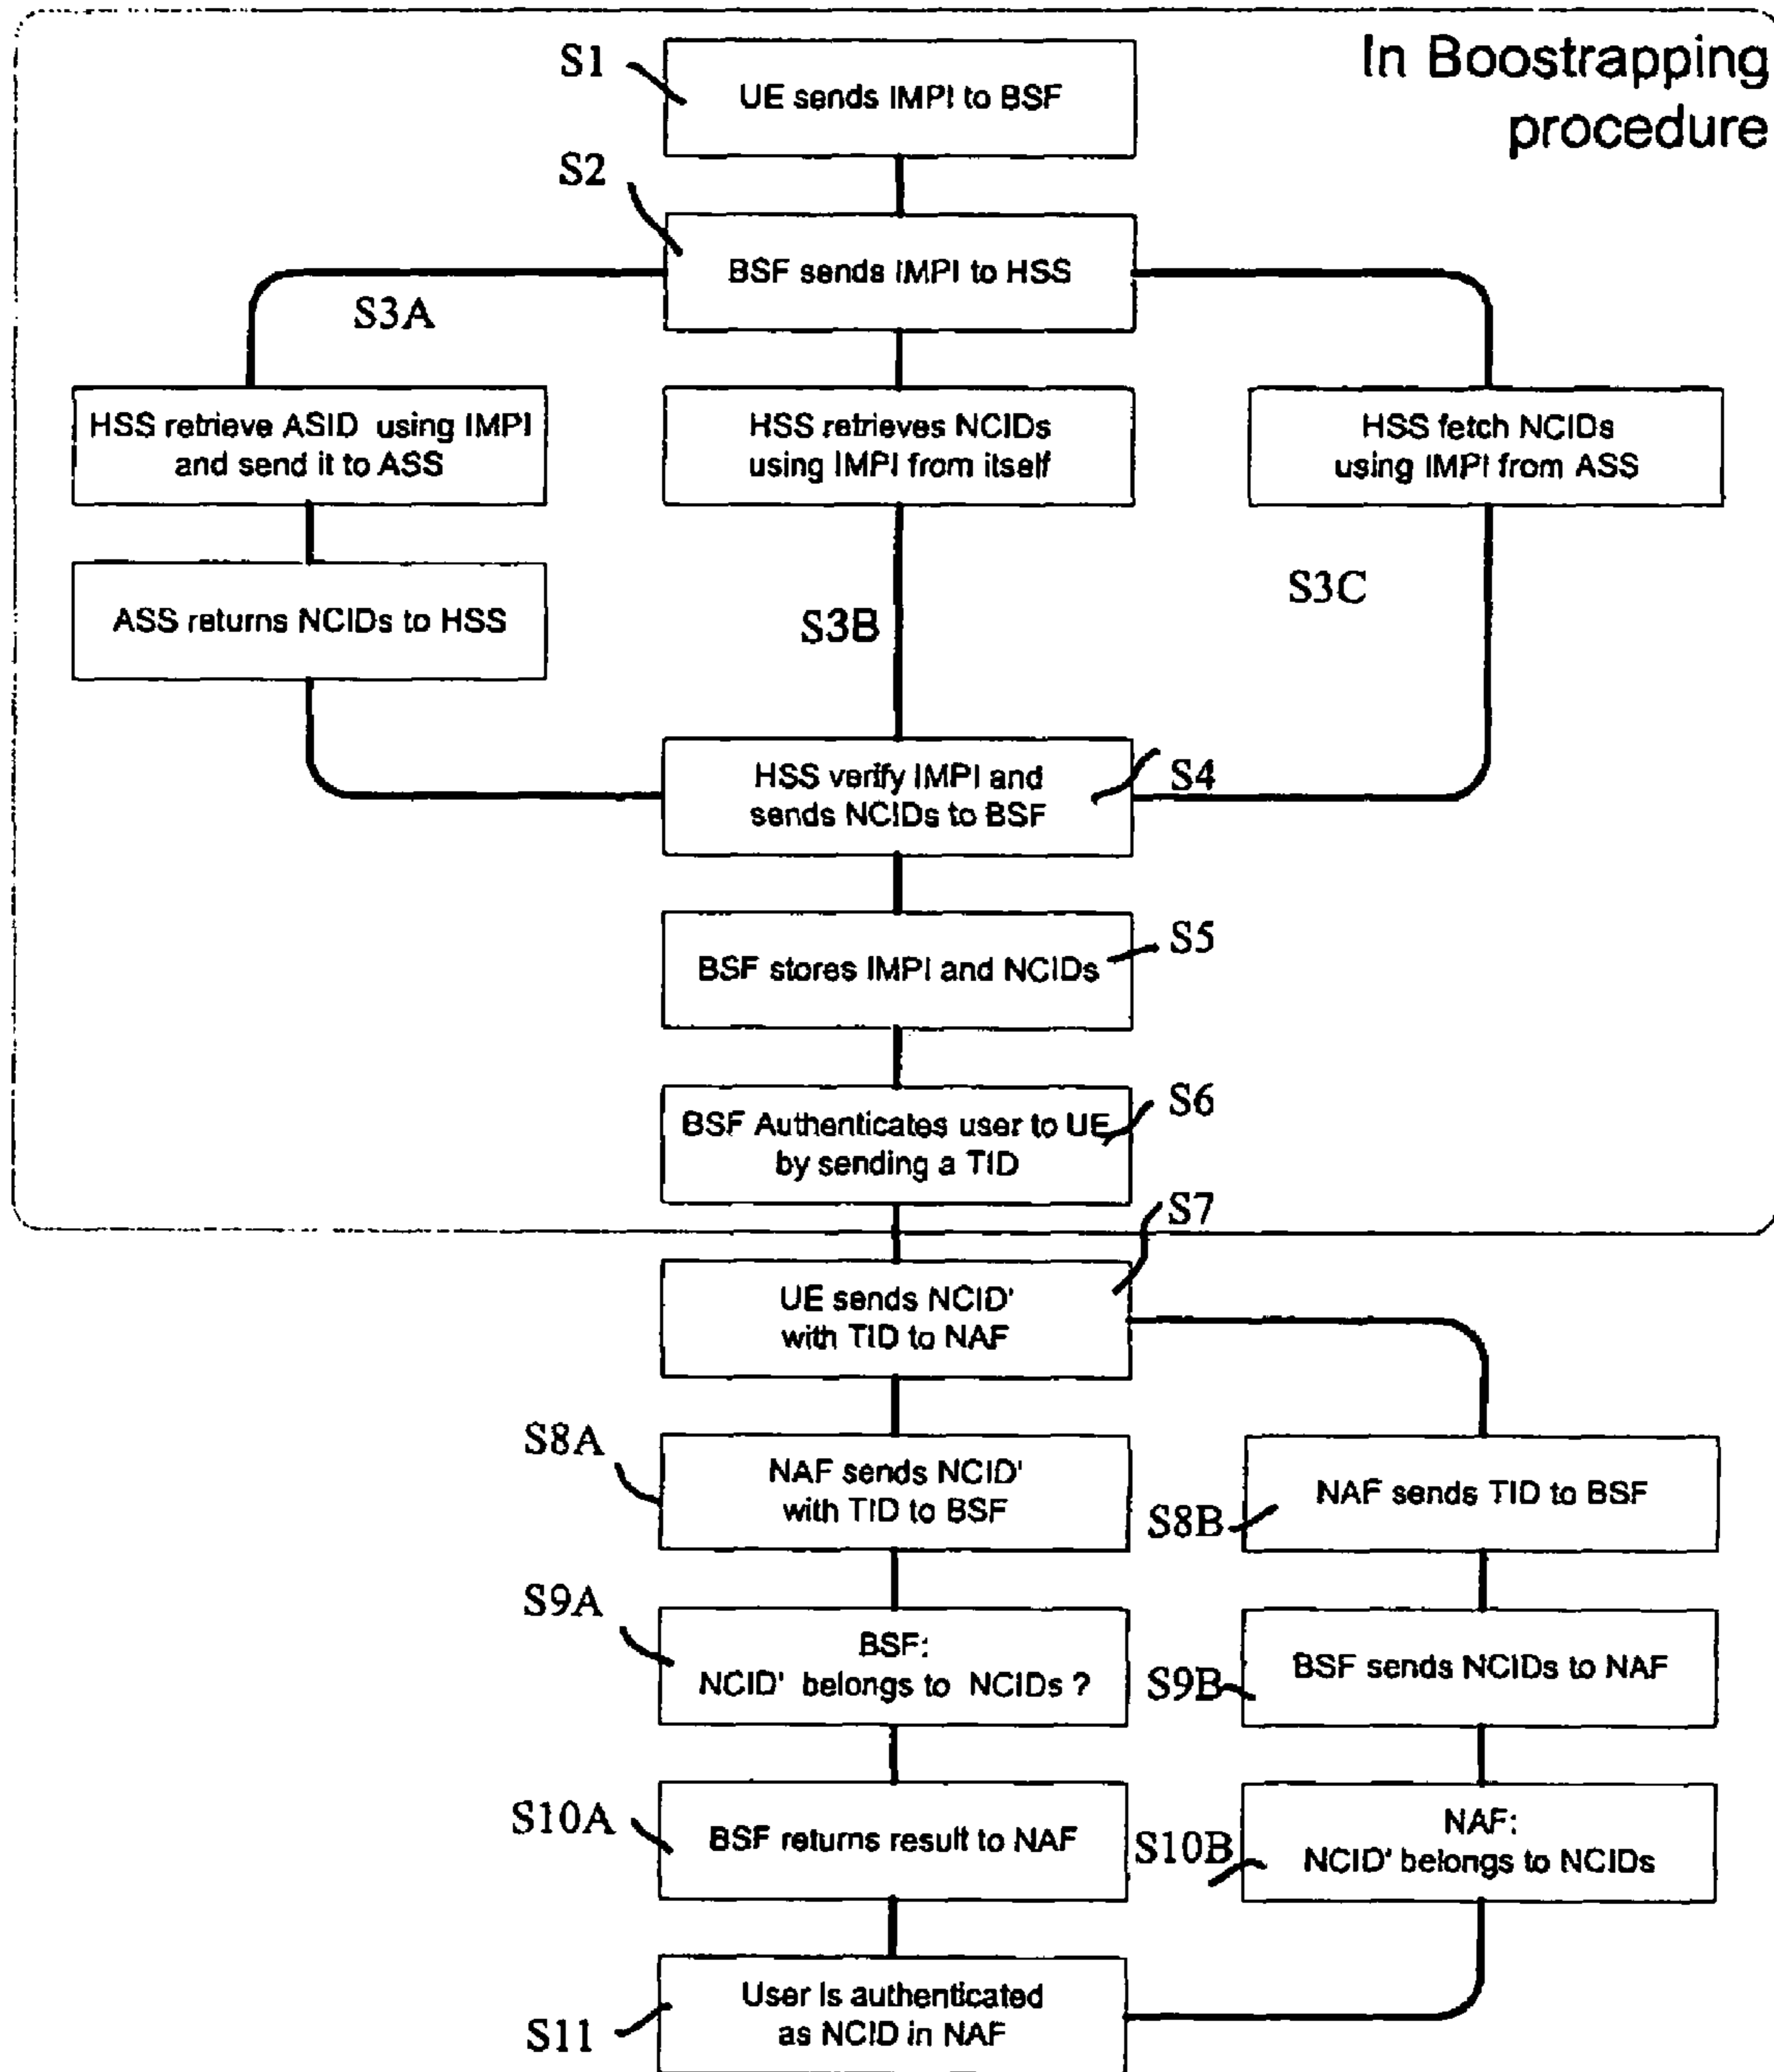 In Boostrapping
procedure
S1
UE sends IMPI to BSF
S2
BSF sends IMPI to HSS
S3A
HSS retrieve ASID using IMPI
and send it to ASS
HSS retrieves NCIDs
using IMPI from itself
HSS fetch NCIDs
using IMPI from ASS
ASS returns NCIDs to HSS
S3B
S3C
HSS verify IMPI and
sends NCIDs to BSF
S4
BSF stores IMPI and NCIDs
S5
BSF Authenticates user to UE
by sending a TID
S6
S7
UE sends NCID'
with TID to NAF
S8A
NAF sends NCID'
with TID to BSF
NAF sends TID to BSF
S8B
S9A
BSF:
NCID' belongs to NCIDs ?
BSF sends NCIDs to NAF
S9B
S10A
BSF returns result to NAF
S10B
NAF:
NCID' belongs to NCIDs
User is authenticated
as NCID in NAF
S11